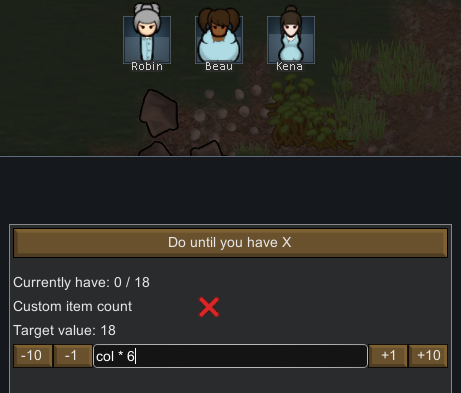 Robin Beau Kena
Do until you have X
Currently have: 0 / 18
Custom item count
Target value: 18
-10 -1 col * 6 +1 +10